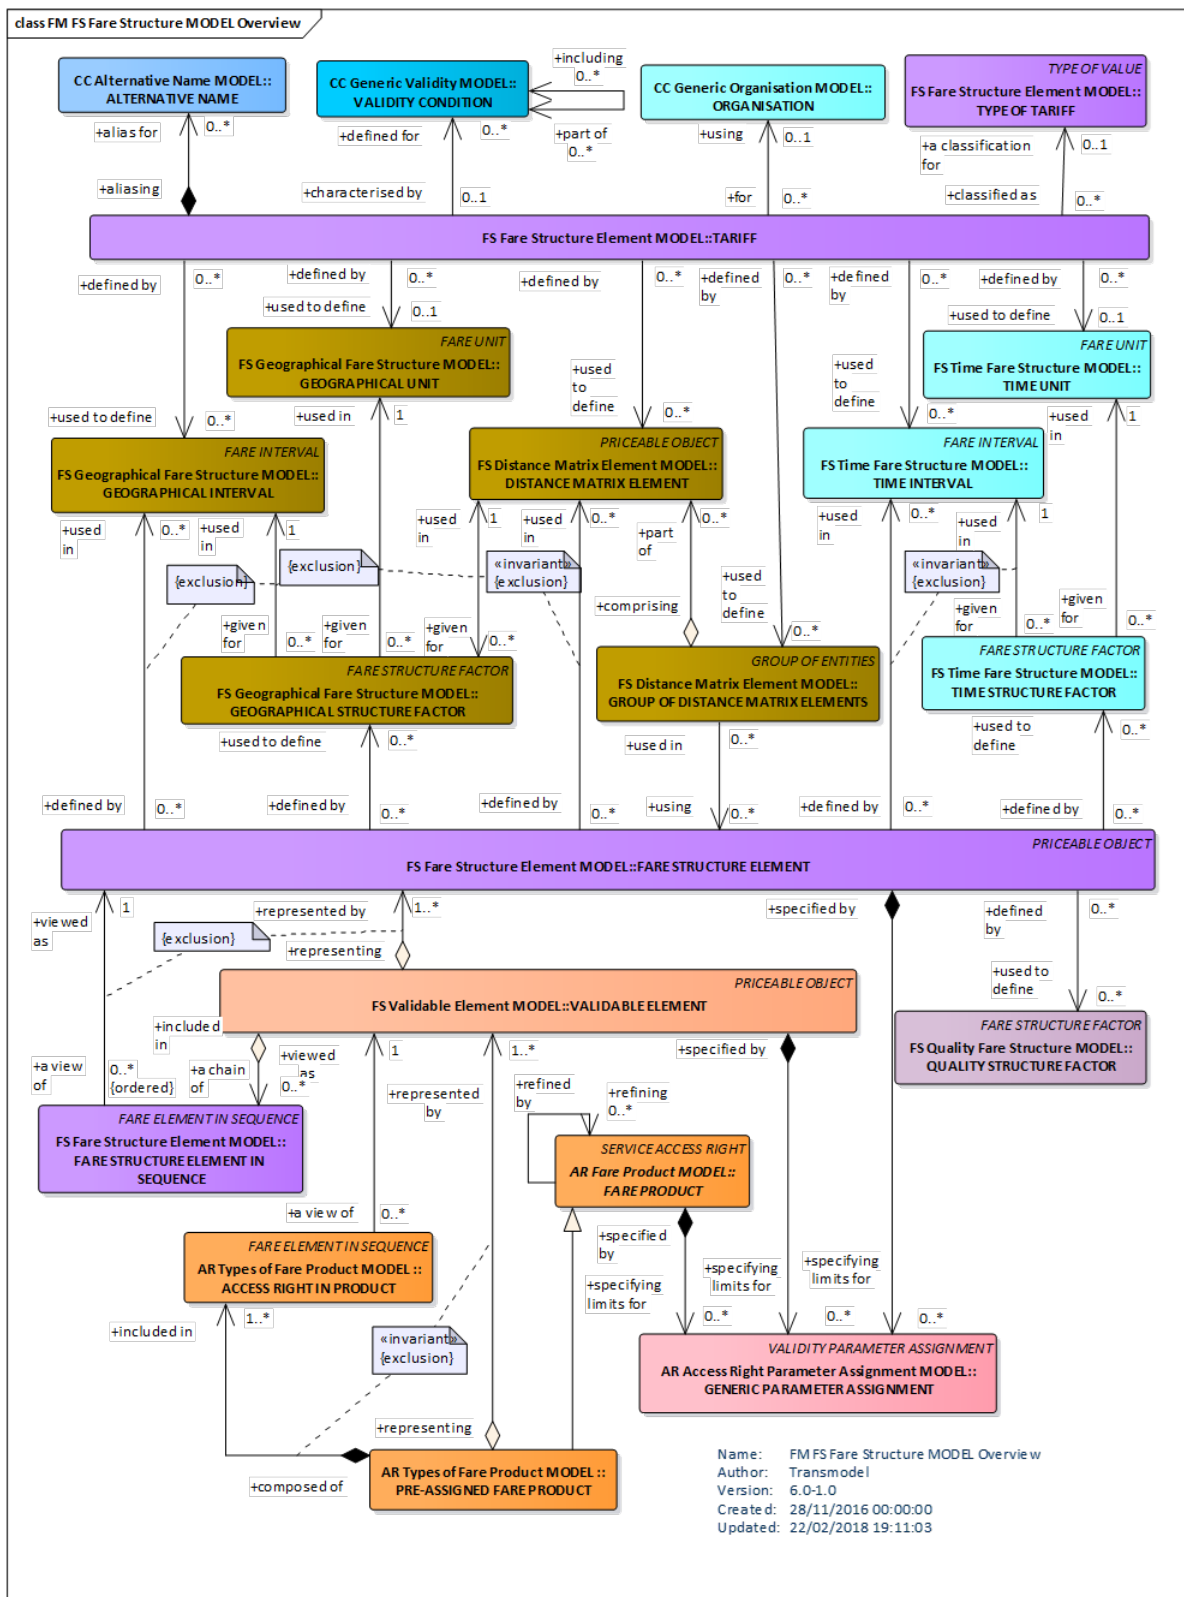 class FM FS Fare Structure MODEL Overview
CC Alternative Name MODEL::
ALTERNATIVE NAME
CC Generic Validity MODEL::
VALIDITY CONDITION
+including
0..*
CC Generic Organisation MODEL::
ORGANISATION
TYPE OF VALUE
FS Fare Structure Element MODEL::
TYPE OF TARIFF
+alias for
0..*
+defined for
0..*
+part of
0..*
+using
0..1
+a classification
for
0..1
+aliasing
+characterised by
0..1
+for
0..*
+classified as
0..*
FS Fare Structure Element MODEL::TARIFF
+defined by
0..*
+defined by
0..*
+defined by
0..*
+defined
by
0..*
+defined
by
0..*
+defined by
0..*
+used to define
0..1
+used to define
0..1
FARE UNIT
FS Geographical Fare Structure MODEL::
GEOGRAPHICAL UNIT
FARE UNIT
FS Time Fare Structure MODEL::
TIME UNIT
+used
to
define
0..*
+used
to
define
0..*
+used to define
0..*
+used in
1
+used
in
1
FARE INTERVAL
FS Geographical Fare Structure MODEL::
GEOGRAPHICAL INTERVAL
PRICEABLE OBJECT
FS Distance Matrix Element MODEL::
DISTANCE MATRIX ELEMENT
FARE INTERVAL
FS Time Fare Structure MODEL::
TIME INTERVAL
+used
in
0..*
+used
in
1
+used
in
1
+used
in
0..*
+part
of
0..*
+used
in
0..*
+used
in
1
{exclusion}
{exclusion}
«invariant»
{exclusion}
«invariant»
{exclusion}
+used
to
define
0..*
+comprising
+given
for
0..*
+given
for
0..*
+given
for
0..*
+given
for
0..*
+given
for
0..*
FARE STRUCTURE FACTOR
FS Geographical Fare Structure MODEL::
GEOGRAPHICAL STRUCTURE FACTOR
GROUP OF ENTITIES
FS Distance Matrix Element MODEL::
GROUP OF DISTANCE MATRIX ELEMENTS
FARE STRUCTURE FACTOR
FS Time Fare Structure MODEL::
TIME STRUCTURE FACTOR
+used to define
0..*
+used in
0..*
+used to
define
0..*
+defined by
0..*
+defined by
0..*
+defined by
0..*
+using
0..*
+defined by
0..*
+defined by
0..*
PRICEABLE OBJECT
FS Fare Structure Element MODEL::FARE STRUCTURE ELEMENT
+viewed
as
1
+represented by
1..*
+specified by
+defined
by
0..*
{exclusion}
+representing
+used to
define
0..*
PRICEABLE OBJECT
FS Validable Element MODEL::VALIDABLE ELEMENT
FARE STRUCTURE FACTOR
FS Quality Fare Structure MODEL::
QUALITY STRUCTURE FACTOR
+included
in
+a view
of
0..*
{ordered}
+a chain
of
+viewed
as
0..*
1
+represented
by
1..*
+specified by
+refined
by
+refining
0..*
FARE ELEMENT IN SEQUENCE
FS Fare Structure Element MODEL::
FARE STRUCTURE ELEMENT IN
SEQUENCE
SERVICE ACCESS RIGHT
AR Fare Product MODEL::
FARE PRODUCT
+a view of
0..*
+specified
by
FARE ELEMENT IN SEQUENCE
AR Types of Fare Product MODEL ::
ACCESS RIGHT IN PRODUCT
+specifying
limits for
0..*
+specifying
limits for
0..*
+specifying
limits for
0..*
+included in
1..*
«invariant»
{exclusion}
VALIDITY PARAMETER ASSIGNMENT
AR Access Right Parameter Assignment MODEL::
GENERIC PARAMETER ASSIGNMENT
+representing
+composed of
AR Types of Fare Product MODEL ::
PRE-ASSIGNED FARE PRODUCT
Name: FM FS Fare Structure MODEL Overview
Author: Transmodel
Version: 6.0-1.0
Created: 28/11/2016 00:00:00
Updated: 22/02/2018 19:11:03